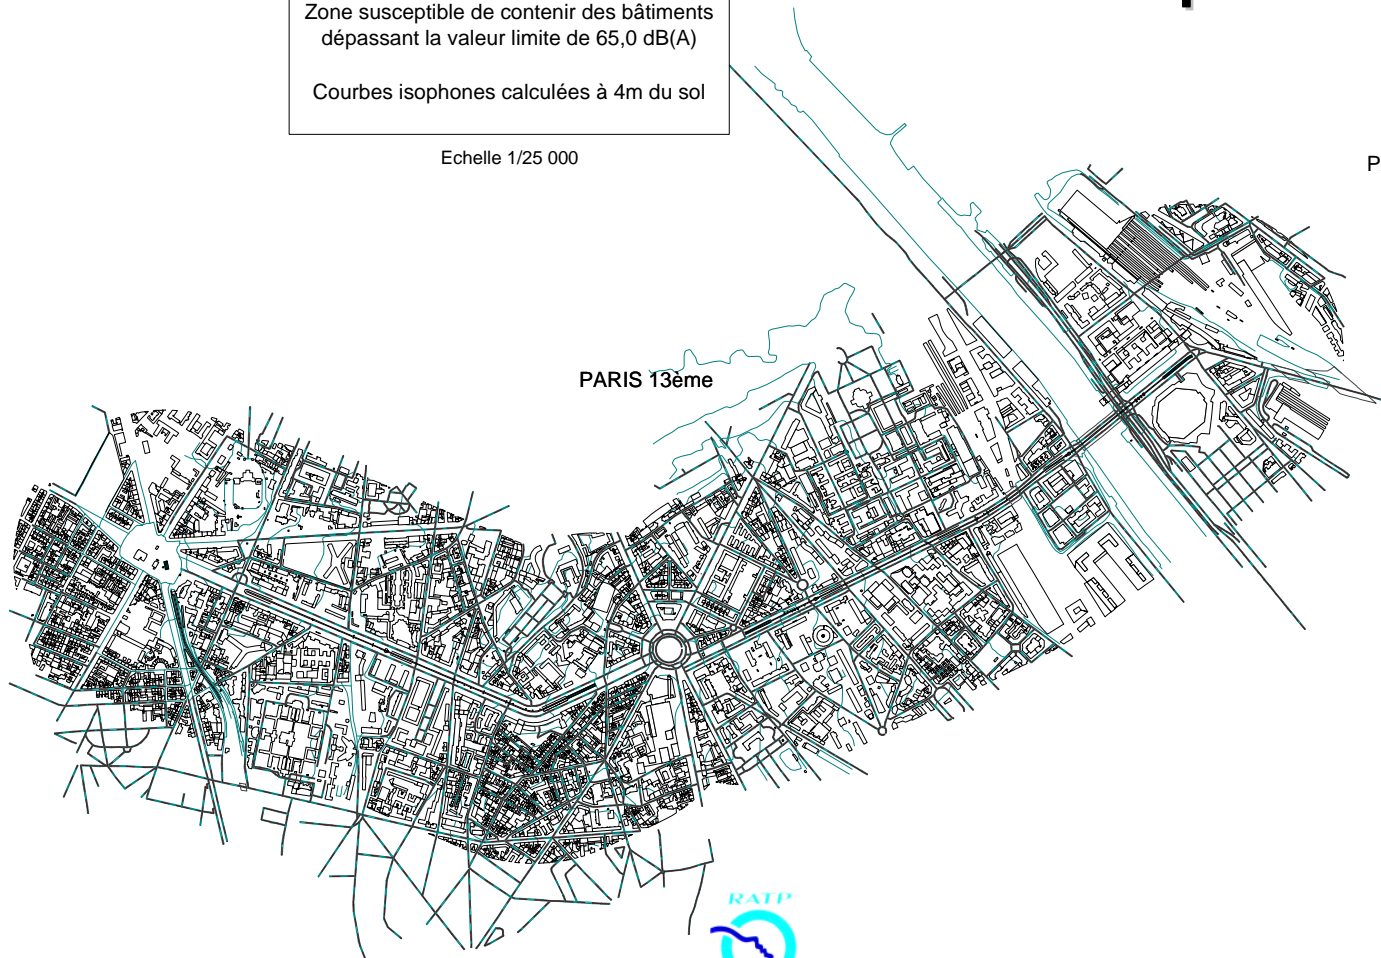 Zone susceptible de contenir des bâtiments
dépassant la valeur limite de 65,0 dB(A)
Courbes isophones calculées à 4m du sol
Echelle 1/25 000
P
PARIS 13ème
RATP